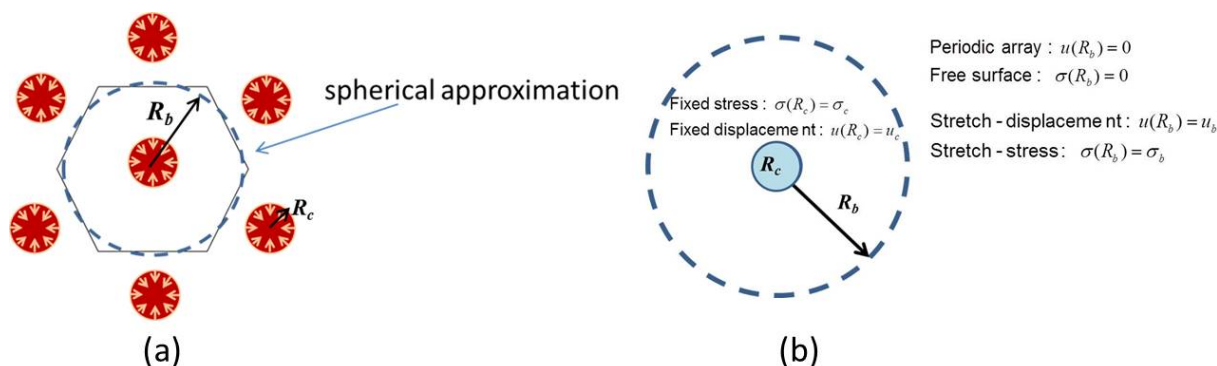 spherical approximation
R_b
R_c
(a)
Fixed stress : σ(R_c) = σ_c
Fixed displacement : u(R_c) = u_c
R_c
R_b
(b)
Periodic array : u(R_b) = 0
Free surface : σ(R_b) = 0
Stretch - displacement : u(R_b) = u_b
Stretch - stress : σ(R_b) = σ_b